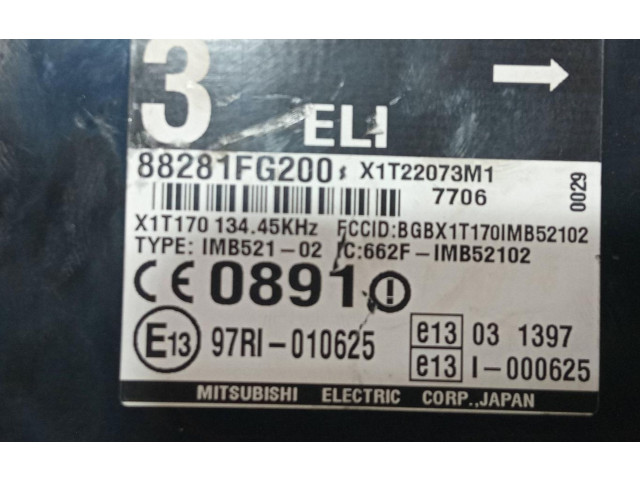 3 ELI
88281FG200 X1T22073M1
7706
0029
X1T170 134.45KHz FCCID:BGBX1T170IMB52102
TYPE: IMB521-02 IC:662F-IMB52102
CE 0891
E13 97RI-010625
e13 03 1397
e13 I-000625
MITSUBISHI ELECTRIC CORP.,JAPAN